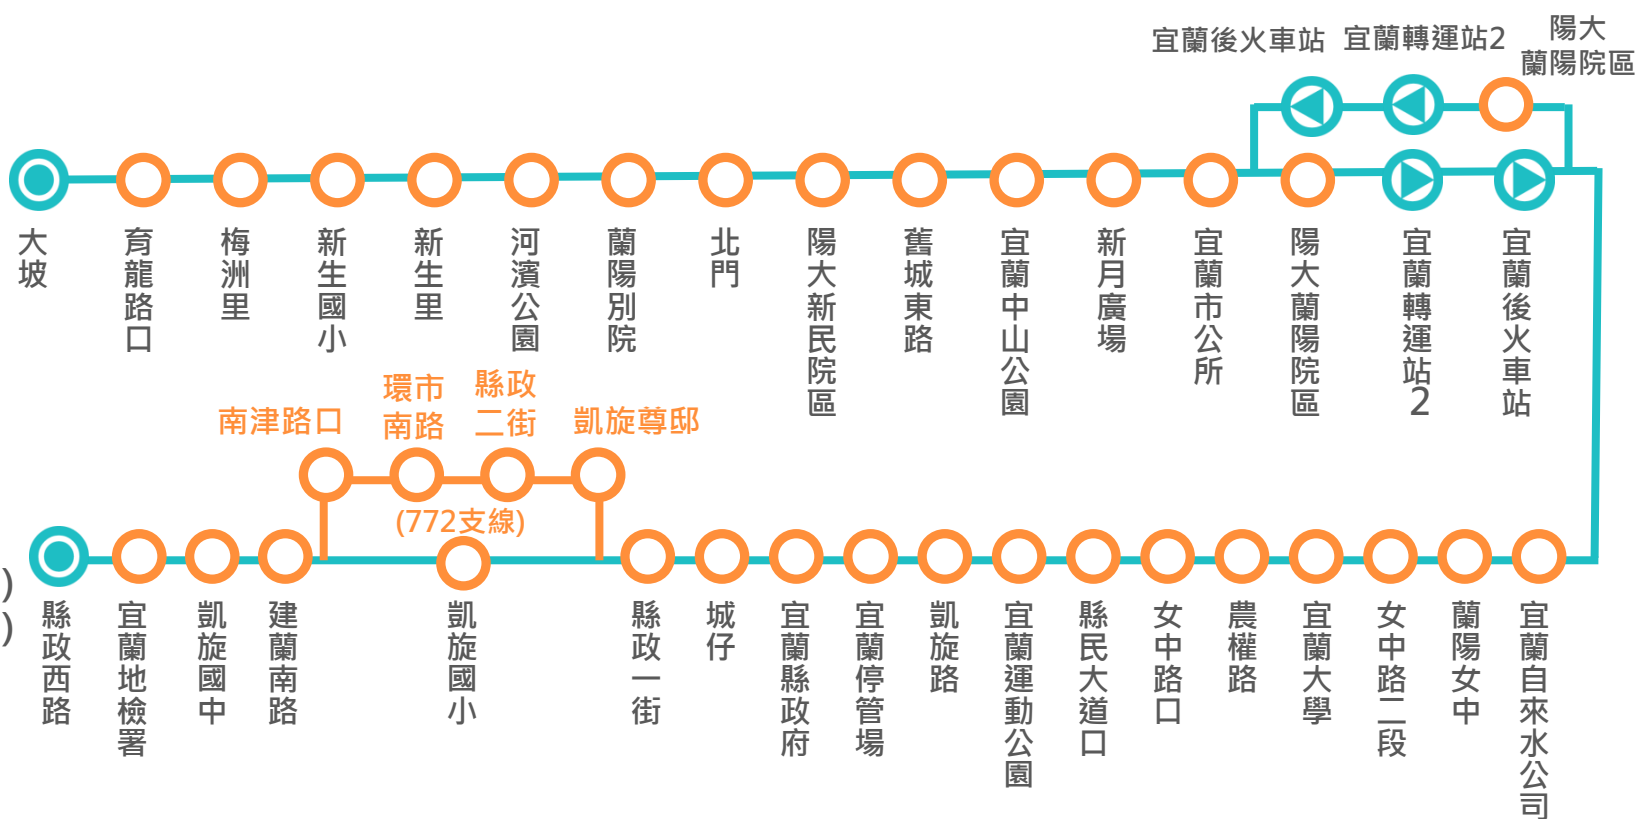 宜蘭後火車站
宜蘭轉運站2
陽大
蘭陽院區
大坡
育龍路口
梅洲里
新生國小
新生里
河濱公園
蘭陽別院
北門
陽大新民院區
舊城東路
宜蘭中山公園
新月廣場
宜蘭市公所
陽大蘭陽院區
宜蘭轉運站2
宜蘭後火車站
南津路口
環市
南路
縣政
二街
凱旋尊邸
(772支線)
)
)
縣政西路
宜蘭地檢署
凱旋國中
建蘭南路
凱旋國小
縣政一街
城仔
宜蘭縣政府
宜蘭停管場
凱旋路
宜蘭運動公園
縣民大道口
女中路口
農權路
宜蘭大學
女中路二段
蘭陽女中
宜蘭自來水公司